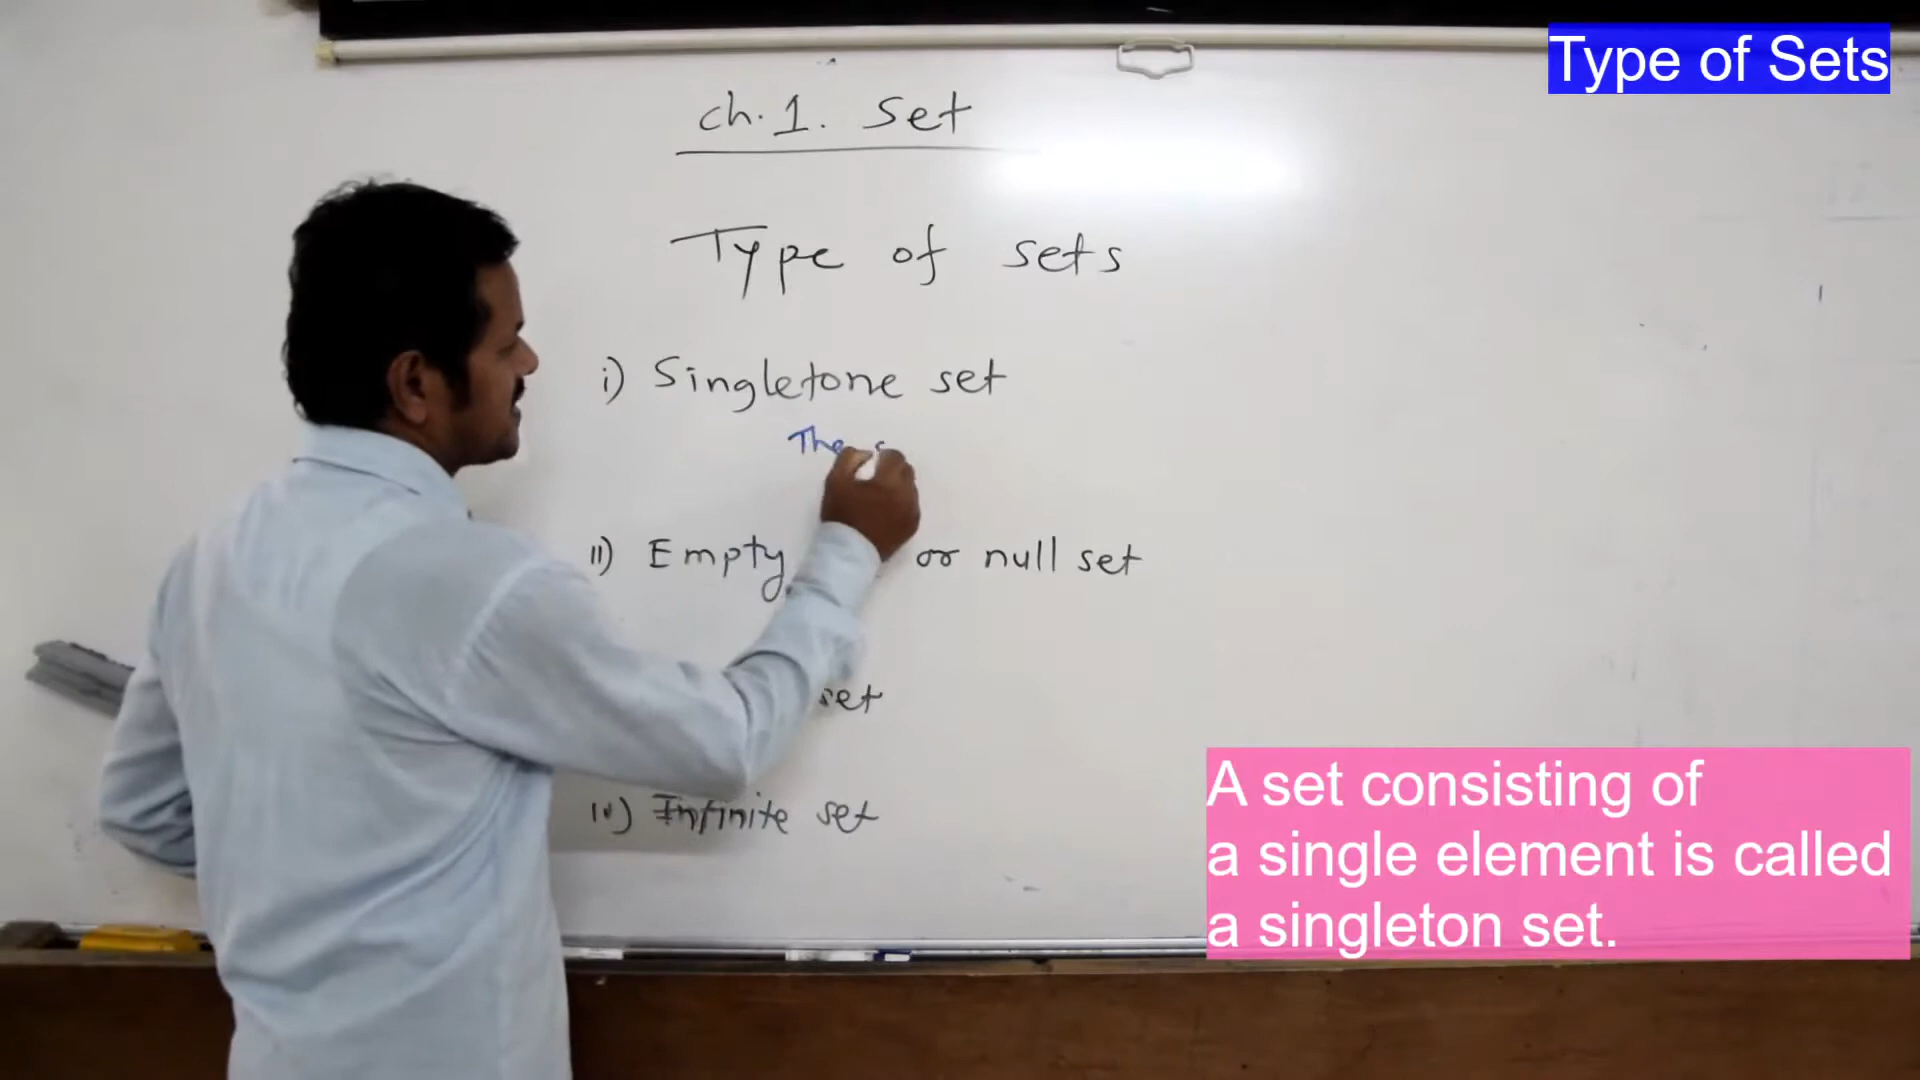 Type of Sets
ch. 1. Set
Type of sets
i) Singletone set
The s
ii) Empty or null set
set
iv) Infinite set
A set consisting of
a single element is called
a singleton set.